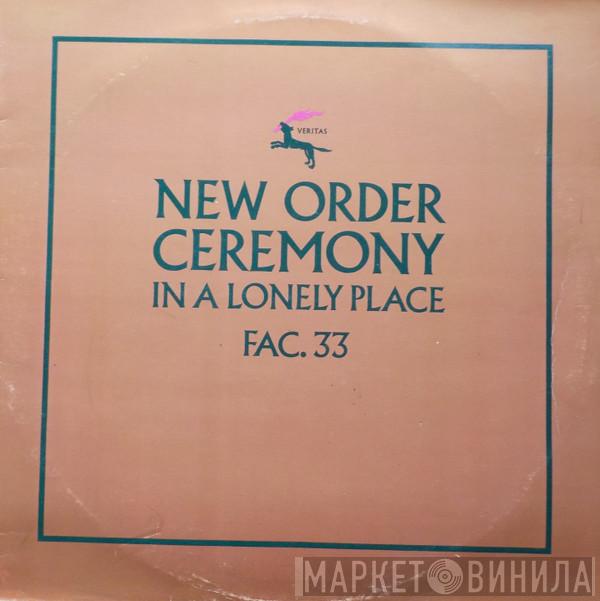 VERITAS
NEW ORDER
CEREMONY
IN A LONELY PLACE
FAC. 33
МАРКЕТ ВИНИЛА